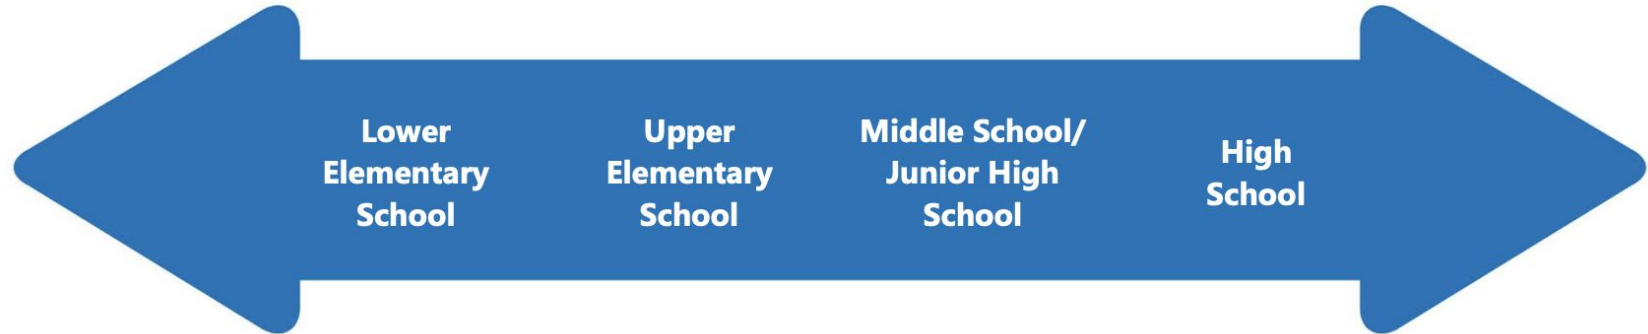 Lower
Elementary
School
Upper
Elementary
School
Middle School/
Junior High
School
High
School